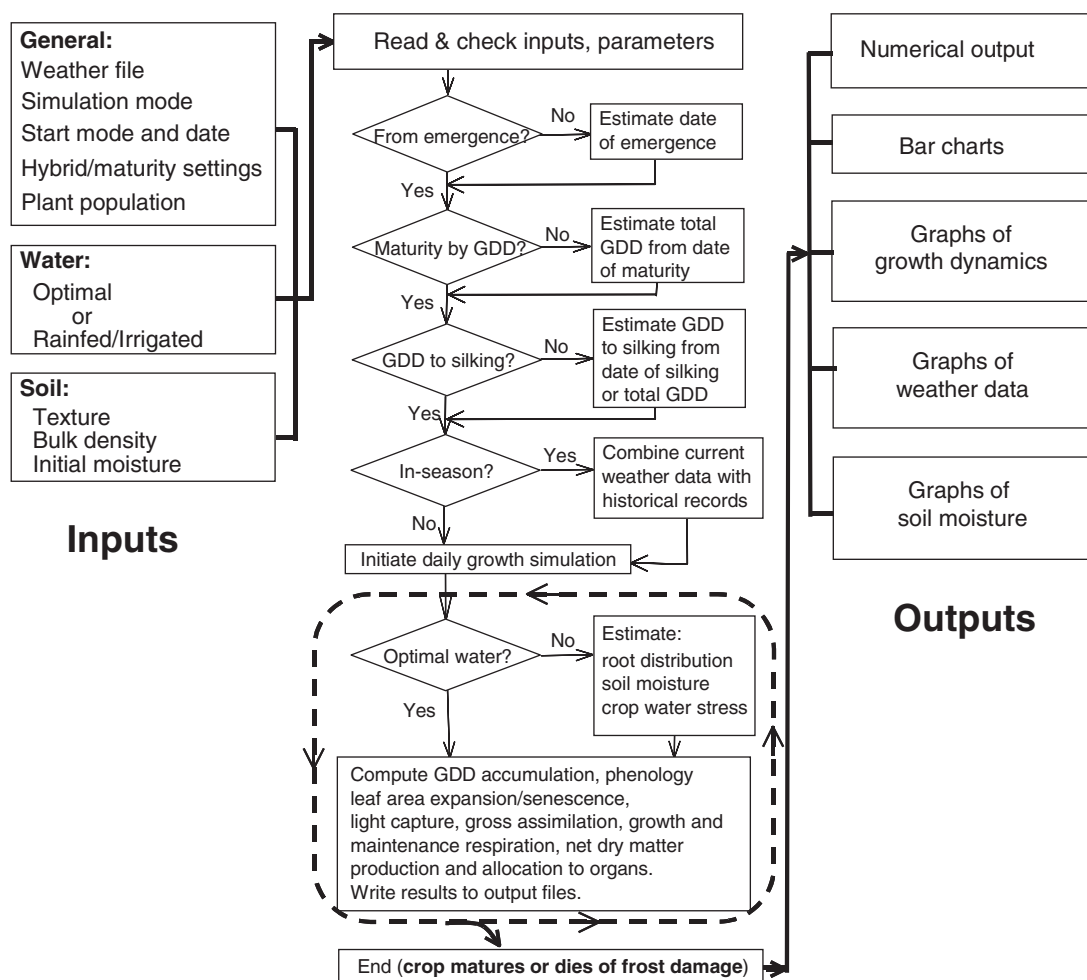 General:
Weather file
Simulation mode
Start mode and date
Hybrid/maturity settings
Plant population
Water:
Optimal
or
Rainfed/Irrigated
Soil:
Texture
Bulk density
Initial moisture
Inputs
Read & check inputs, parameters
From emergence?
No
Estimate date
of emergence
Yes
Maturity by GDD?
No
Estimate total
GDD from date
of maturity
Yes
GDD to silking?
No
Estimate GDD
to silking from
date of silking
or total GDD
Yes
In-season?
Yes
Combine current
weather data with
historical records
No
Initiate daily growth simulation
Optimal water?
No
Estimate:
root distribution
soil moisture
crop water stress
Yes
Compute GDD accumulation, phenology
leaf area expansion/senescence,
light capture, gross assimilation, growth and
maintenance respiration, net dry matter
production and allocation to organs.
Write results to output files.
End (crop matures or dies of frost damage)
Numerical output
Bar charts
Graphs of
growth dynamics
Graphs of
weather data
Graphs of
soil moisture
Outputs